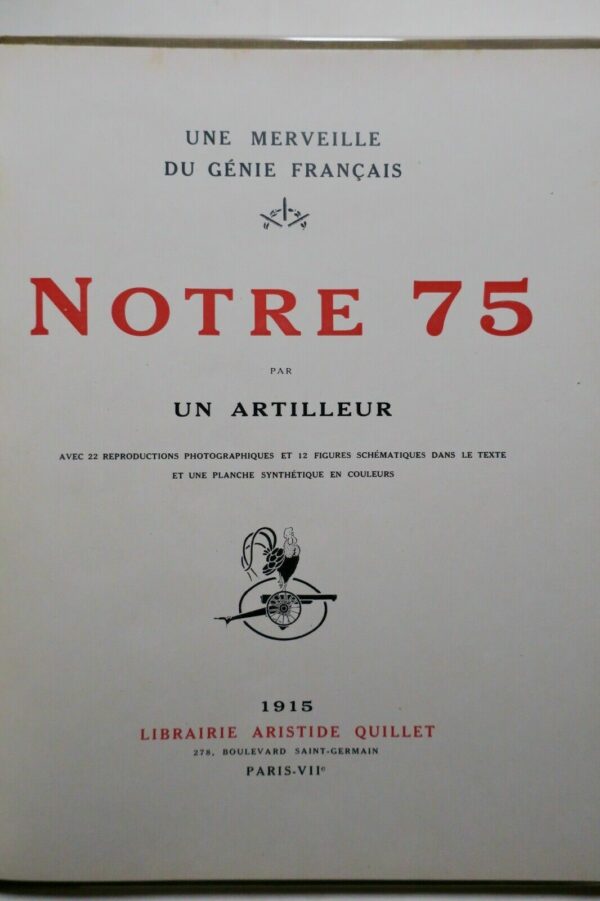 UNE MERVEILLE
DU GÉNIE FRANÇAIS
NOTRE 75
PAR
UN ARTILLEUR
AVEC 22 REPRODUCTIONS PHOTOGRAPHIQUES ET 12 FIGURES SCHÉMATIQUES DANS LE TEXTE
ET UNE PLANCHE SYNTHÉTIQUE EN COULEURS
1915
LIBRAIRIE ARISTIDE QUILLET
278, BOULEVARD SAINT-GERMAIN
PARIS-VIIe